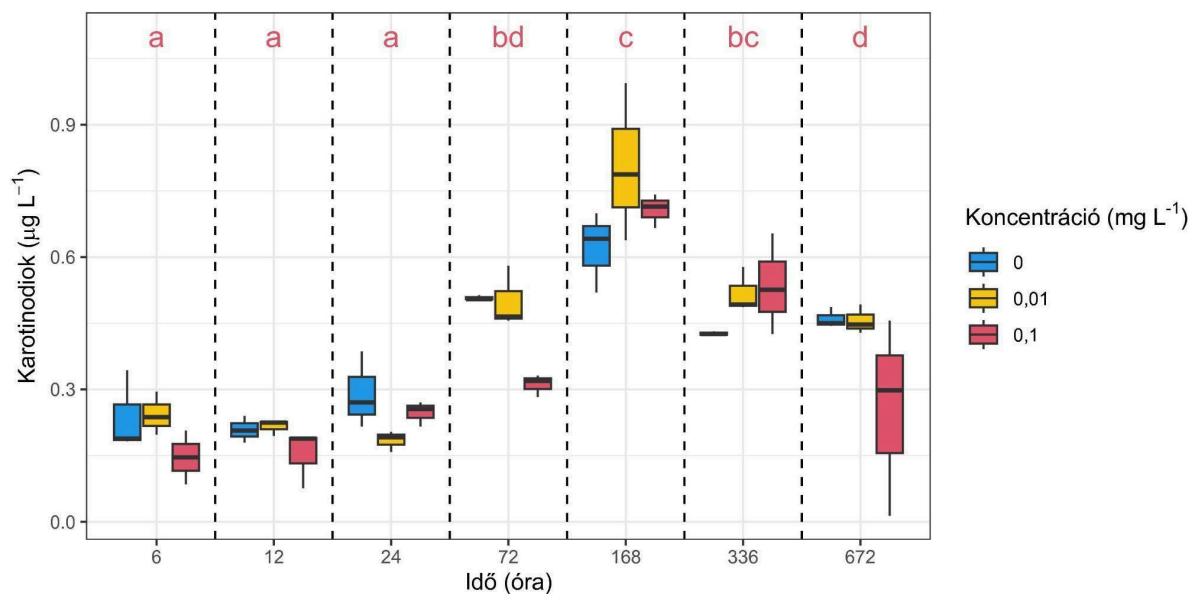 a a a bd c bc d
0.9
0.6
0.3
0.0
Karotinodiok (µg L⁻¹)
6 12 24 72 168 336 672
Idő (óra)
Koncentráció (mg L⁻¹)
0
0,01
0,1